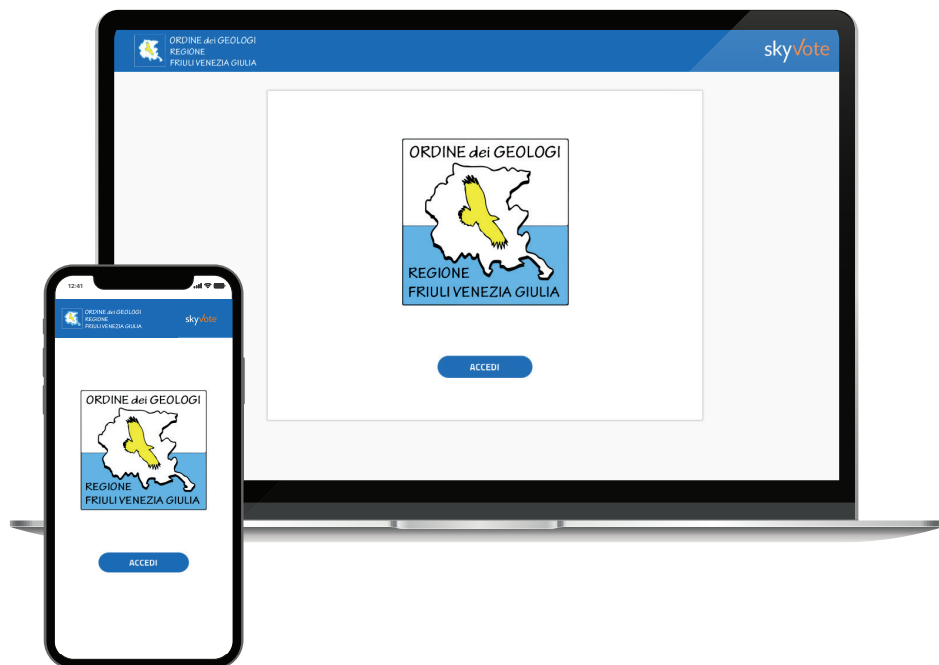 ORDINE dei GEOLOGI
REGIONE
FRIULI VENEZIA GIULIA
skyvote
ORDINE dei GEOLOGI
REGIONE
FRIULI VENEZIA GIULIA
ACCEDI
12:41
ORDINE dei GEOLOGI
REGIONE
FRIULI VENEZIA GIULIA
skyvote
ORDINE dei GEOLOGI
REGIONE
FRIULI VENEZIA GIULIA
ACCEDI